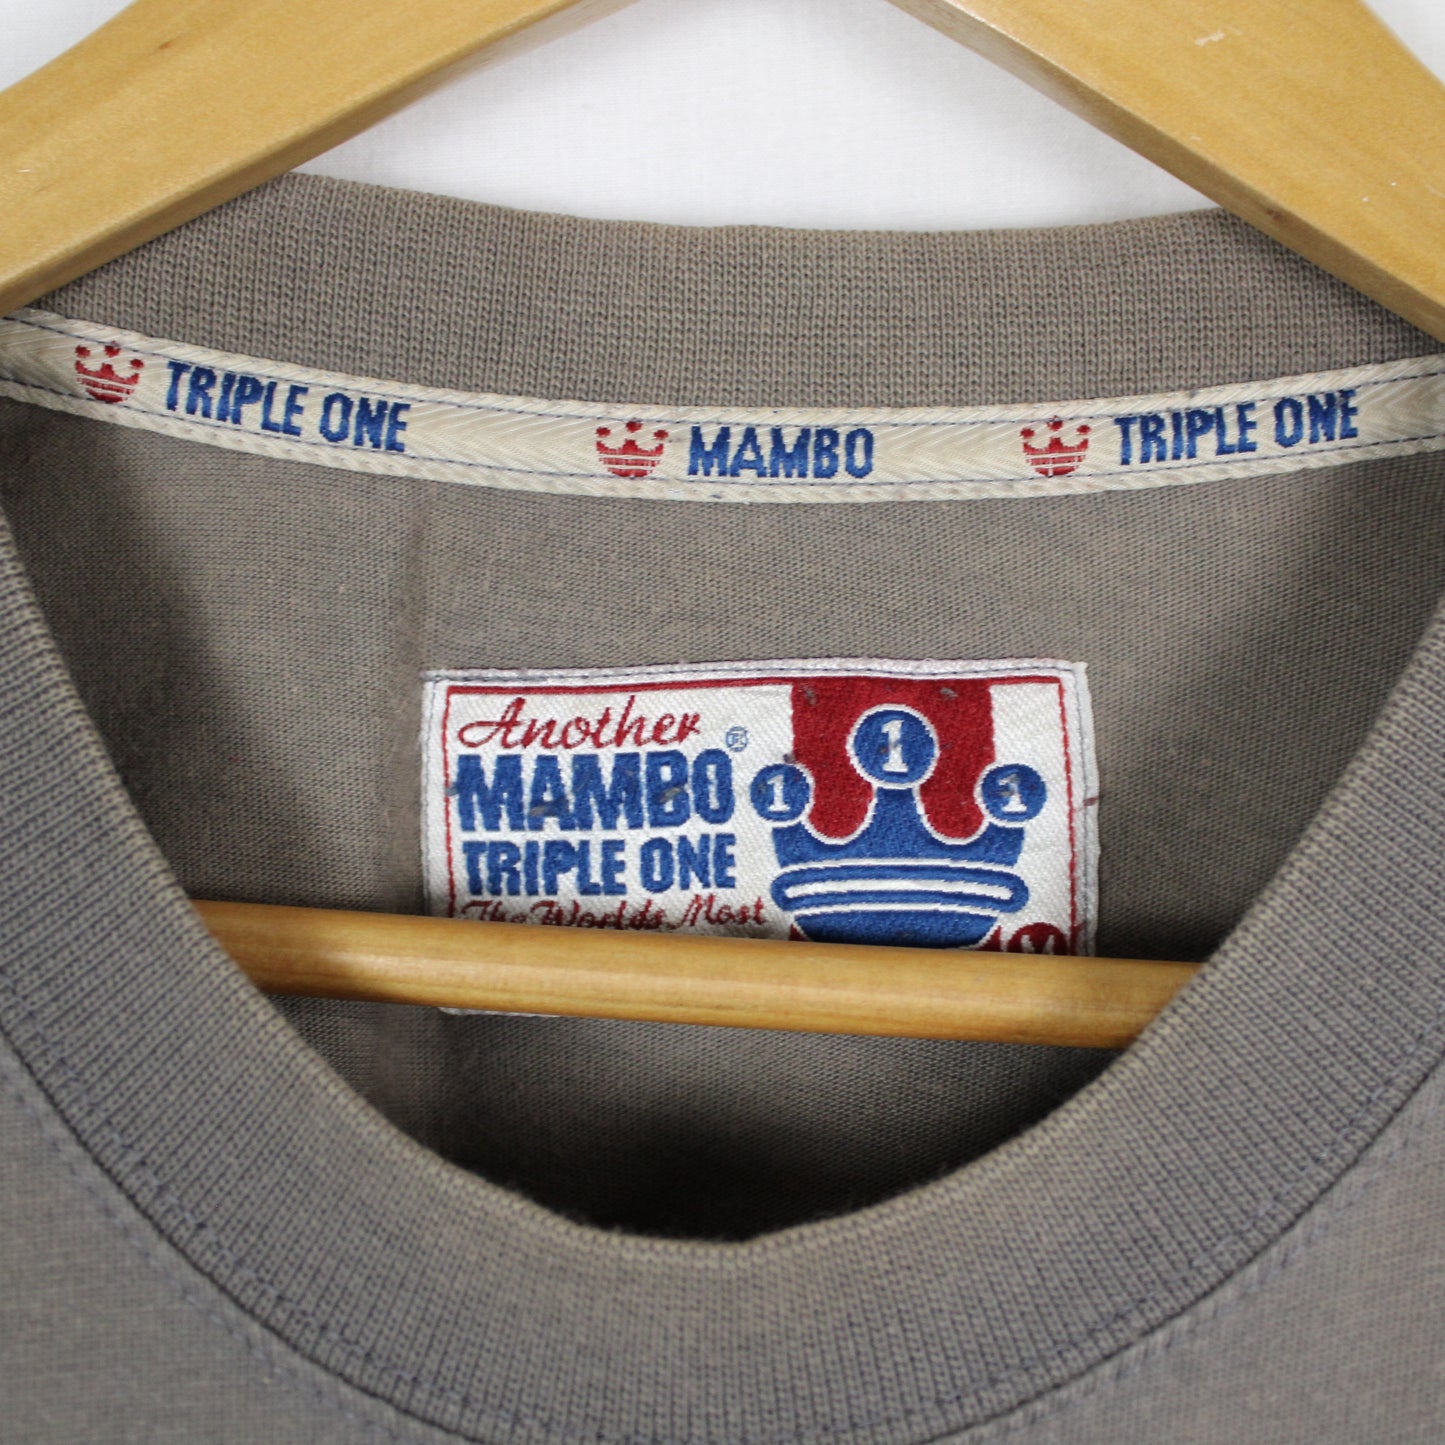 TRIPLE ONE MAMBO TRIPLE ONE
Another
MAMBO®
TRIPLE ONE
The Worlds Most
1
1
1